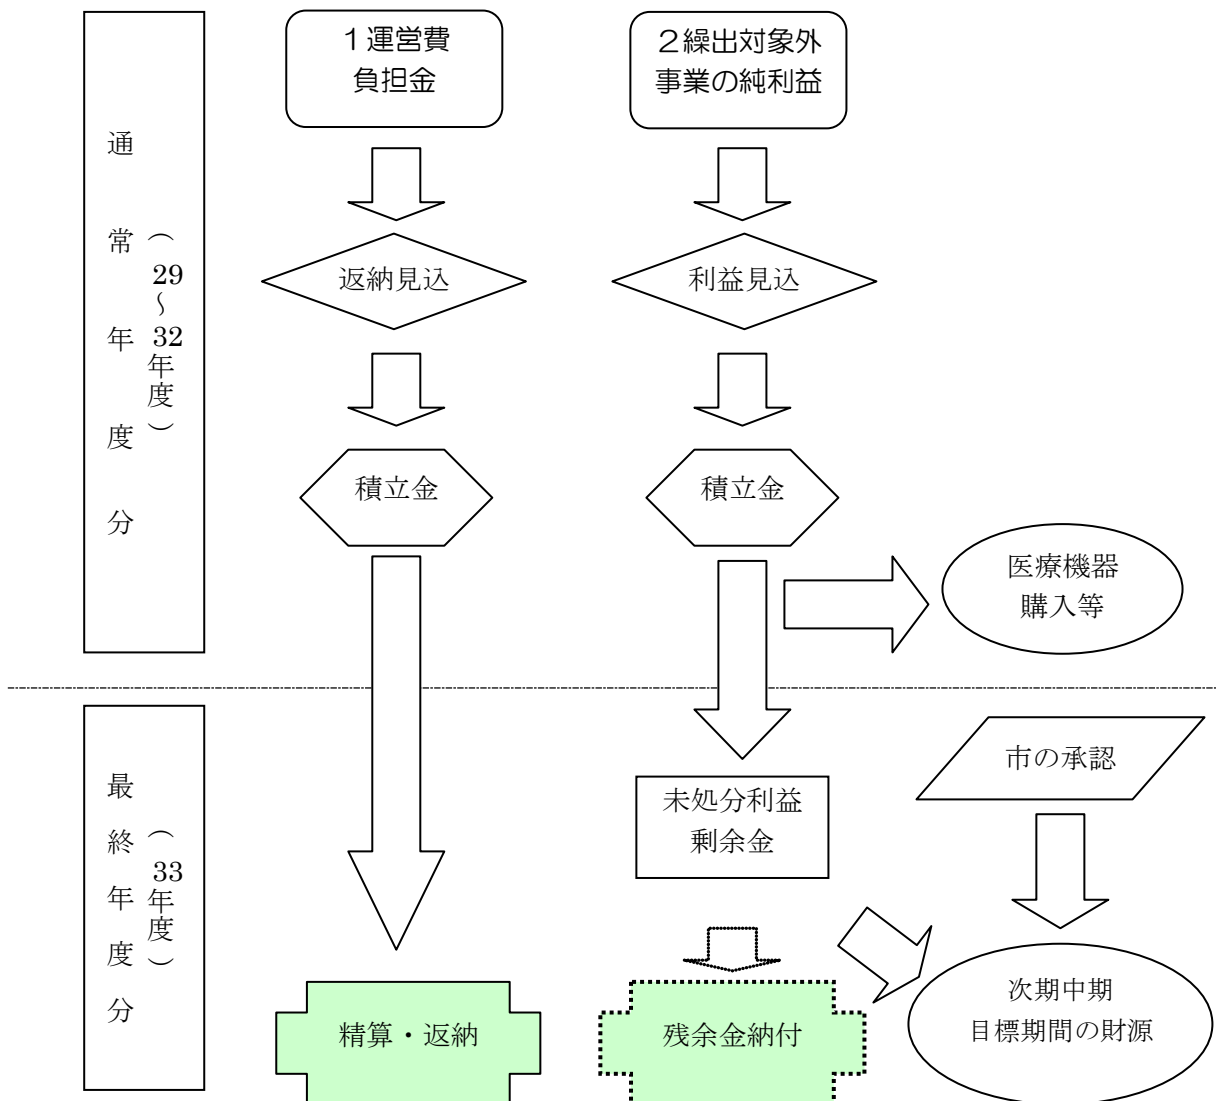 通常年度分
（29～32年度）
1運営費
負担金
2繰出対象外
事業の純利益
返納見込
利益見込
積立金
積立金
医療機器
購入等
最終年度分
（33年度）
市の承認
未処分利益
剰余金
精算・返納
残余金納付
次期中期
目標期間の財源